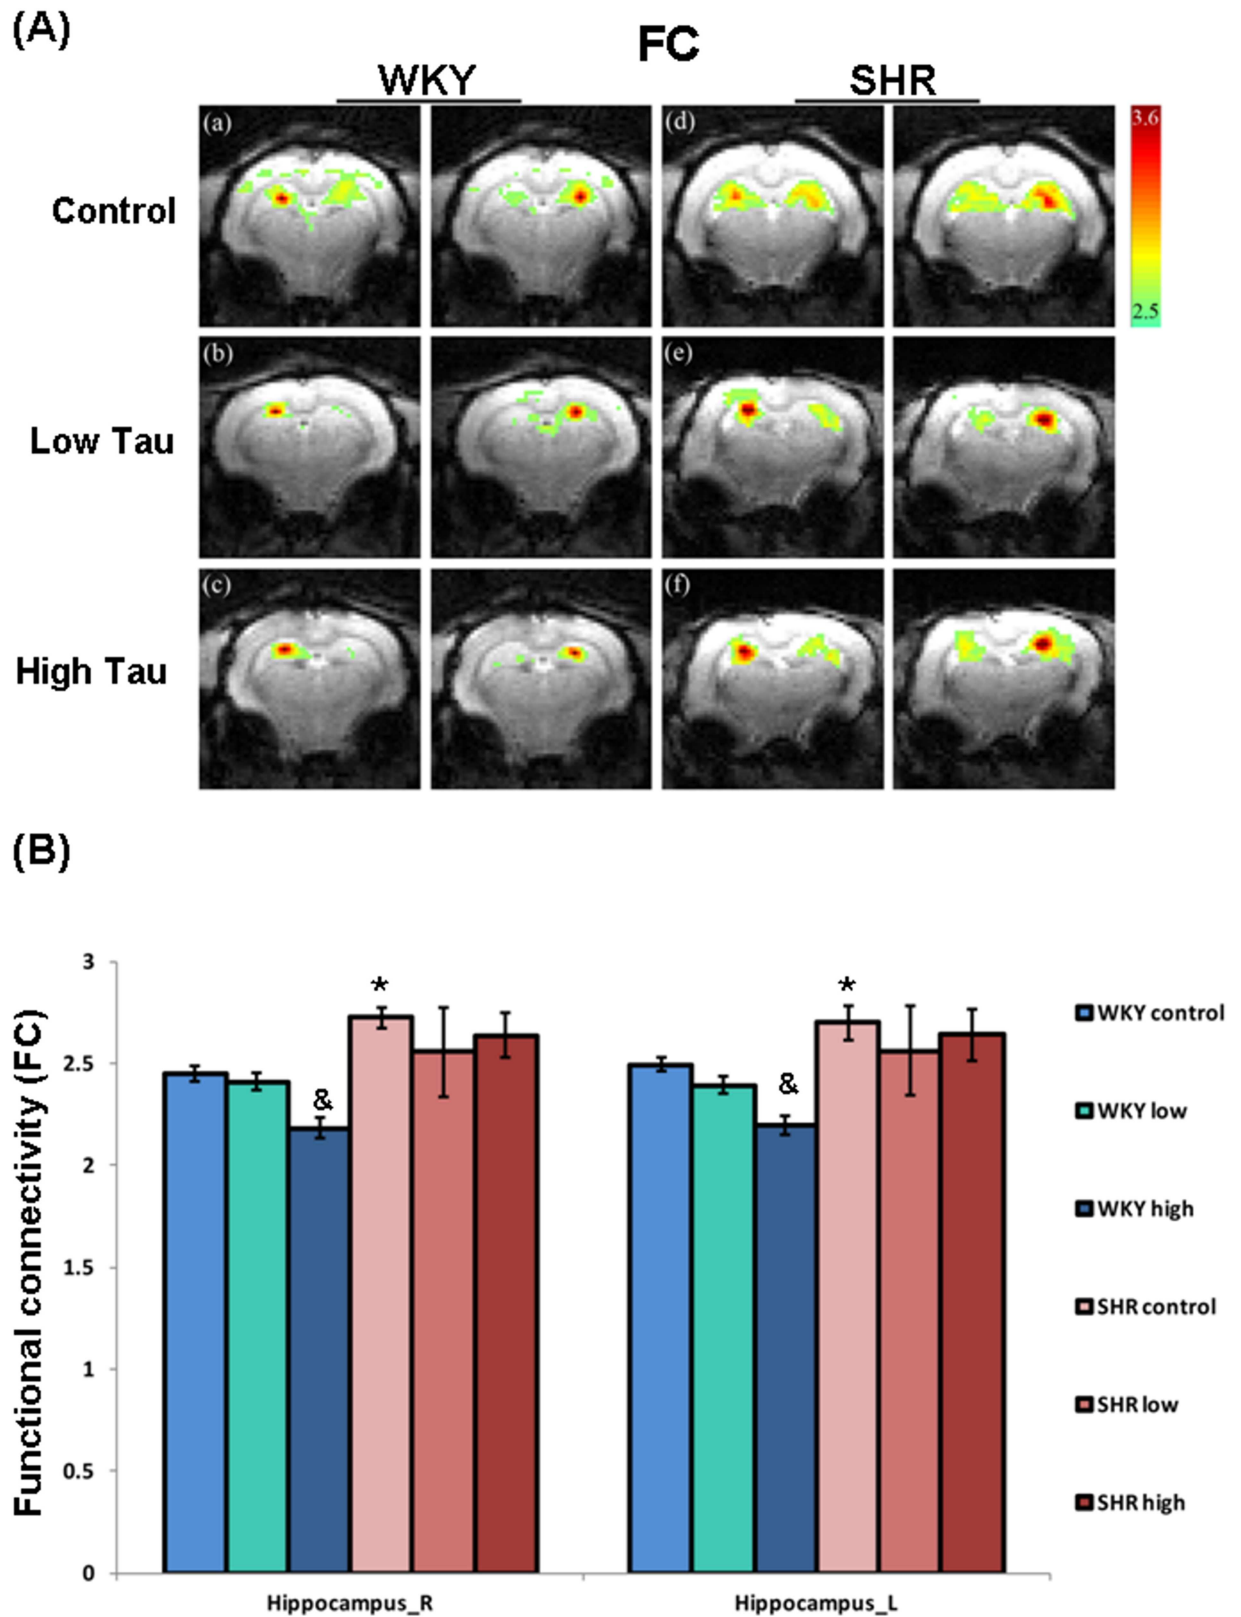 (A)
FC
WKY SHR
(a) (d) 3.6
Control
2.5
(b) (e)
Low Tau
(c) (f)
High Tau
(B)
Functional connectivity (FC)
3
2.5
2
1.5
1
0.5
0
* *
& &
Hippocampus_R Hippocampus_L
WKY control
WKY low
WKY high
SHR control
SHR low
SHR high